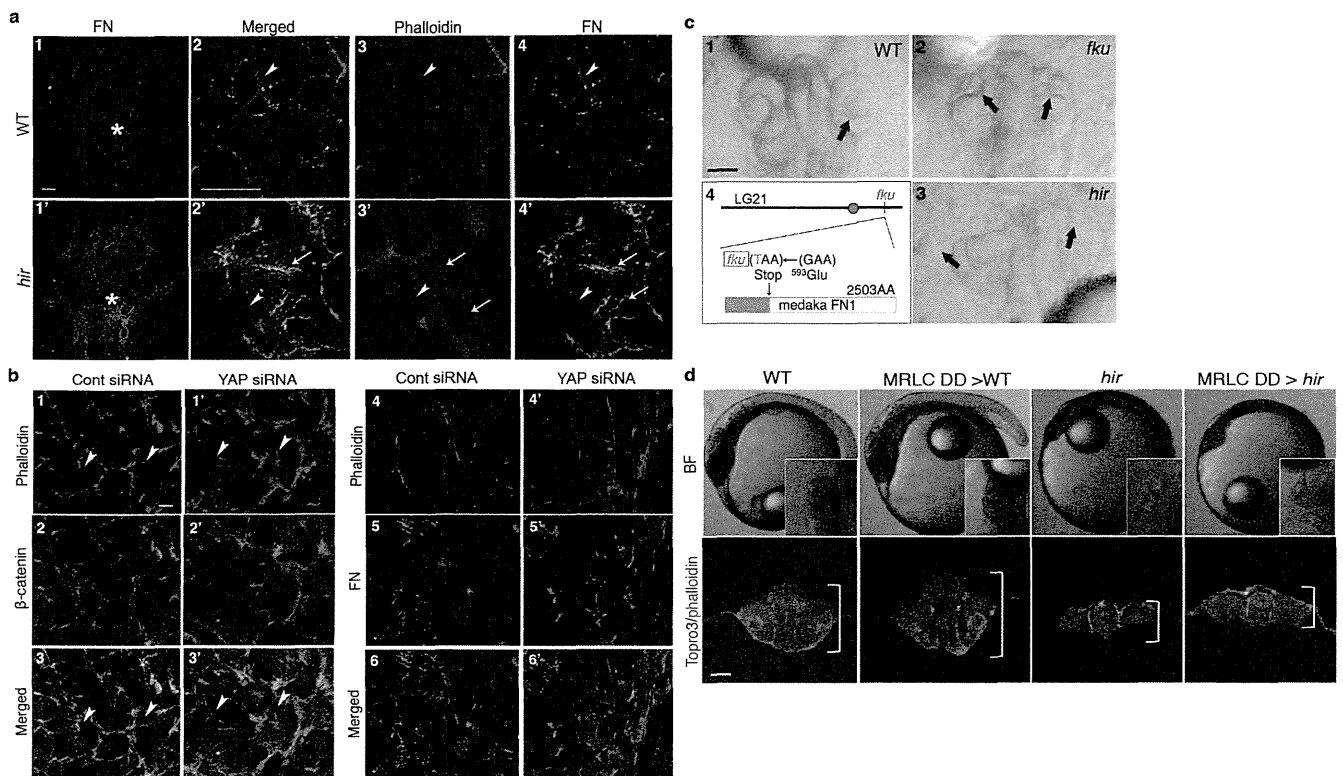 a
FN Merged Phalloidin FN
WT
1 2 3 4
*
hir
1' 2' 3' 4'
*
b
Cont siRNA YAP siRNA Cont siRNA YAP siRNA
Phalloidin
1 1' 4 4'
β-catenin
2 2'
FN
5 5'
Merged
3 3'
Merged
6 6'
c
1 WT
2 fku
4
LG21 fku
fku (TAA)←(GAA)
Stop 593Glu
2503AA
medaka FN1
3 hir
d
WT MRLC DD >WT hir MRLC DD > hir
BF
Topro3/phalloidin